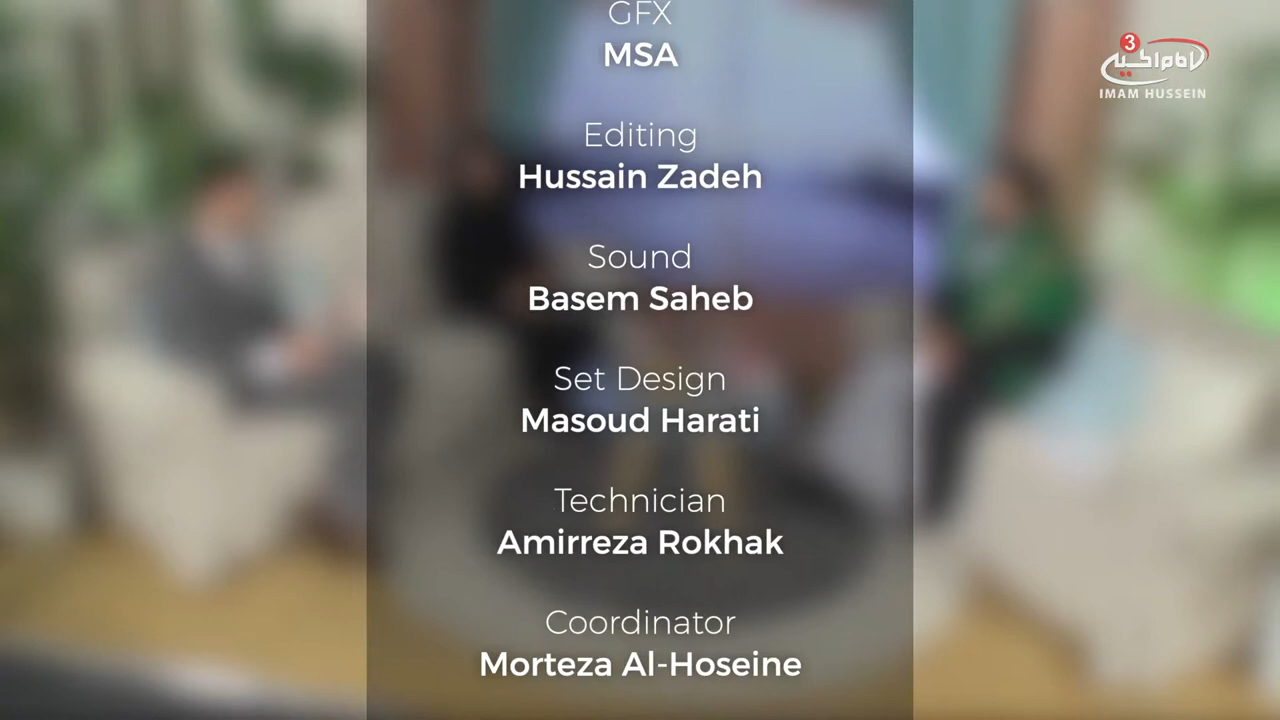 GFX
MSA
Editing
Hussain Zadeh
Sound
Basem Saheb
Set Design
Masoud Harati
Technician
Amirreza Rokhak
Coordinator
Morteza Al-Hoseine
3
IMAM HUSSEIN